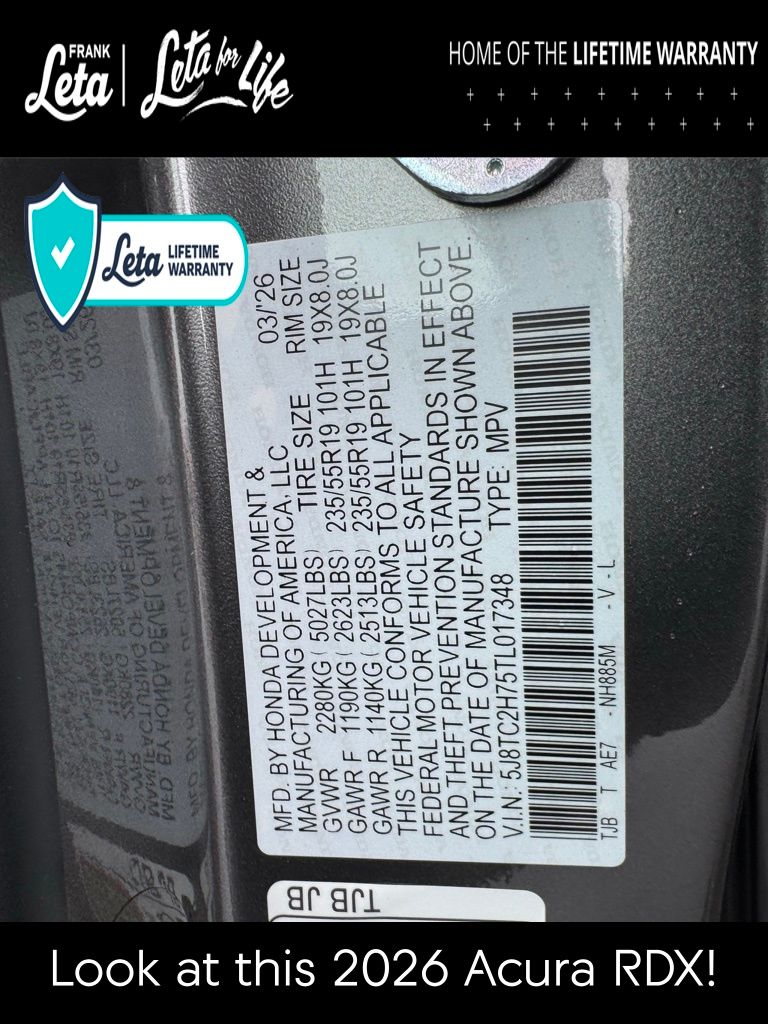 FRANK
Leta
Leta for Life
HOME OF THE LIFETIME WARRANTY
Leta LIFETIME
WARRANTY
MFD. BY HONDA DEVELOPMENT & 03/'26
MANUFACTURING OF AMERICA, LLC TIRE SIZE RIM SIZE
GVWR 2280KG ( 5027LBS) 235/55R19 101H 19X8.0J
GAWR F 1190KG ( 2623LBS) 235/55R19 101H 19X8.0J
GAWR R 1140KG ( 2513LBS)
THIS VEHICLE CONFORMS TO ALL APPLICABLE
FEDERAL MOTOR VEHICLE SAFETY
AND THEFT PREVENTION STANDARDS IN EFFECT
ON THE DATE OF MANUFACTURE SHOWN ABOVE.
V.I.N.: 5J8TC2H75TL017348 TYPE: MPV
TJB T AE7 - NH885M - V - L
TJB JB
Look at this 2026 Acura RDX!